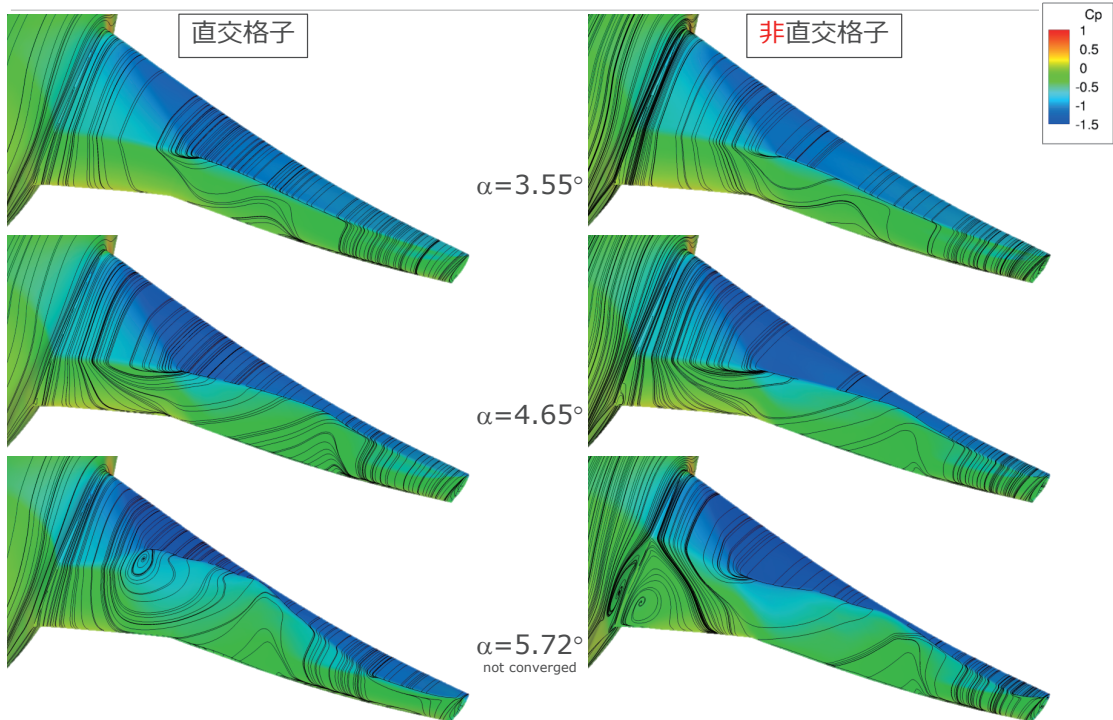 直交格子
非直交格子
Cp
1
0.5
0
-0.5
-1
-1.5
α=3.55°
α=4.65°
α=5.72°
not converged